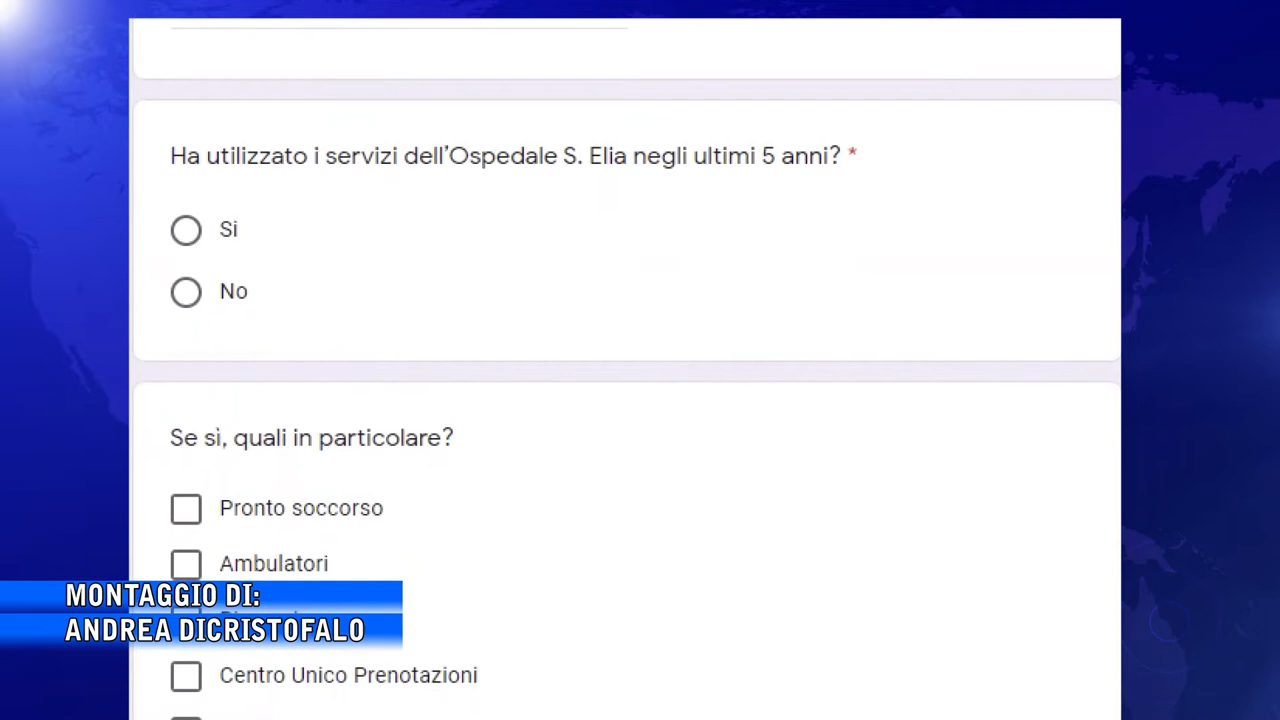 Ha utilizzato i servizi dell'Ospedale S. Elia negli ultimi 5 anni? *
Si
No
Se sì, quali in particolare?
Pronto soccorso
Ambulatori
MONTAGGIO DI:
ANDREA DICRISTOFALO
Centro Unico Prenotazioni